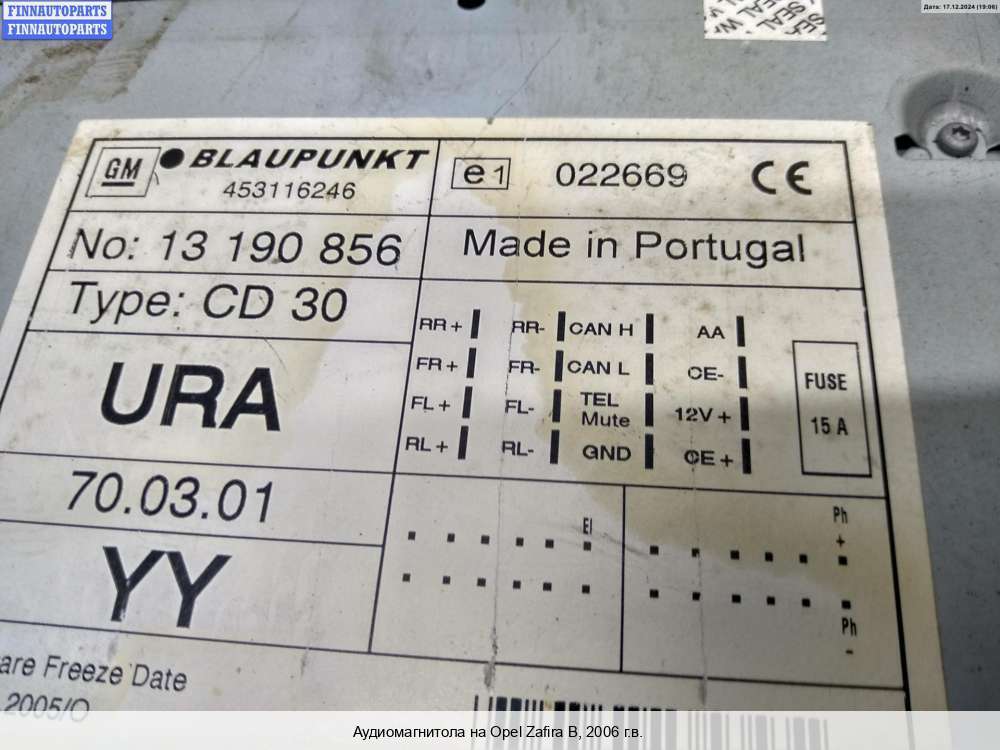 FINNAUTOPARTS
FINNAUTOPARTS
Дата: 17.12.2024 (19:06)
SEAL
SEAL W
GM BLAUPUNKT
453116246
e1 022669 CE
No: 13 190 856
Made in Portugal
Type: CD 30
RR + RR- CAN H AA
FR + FR- CAN L CE-
FL + FL- TEL Mute 12V +
RL + RL- GND CE +
FUSE
15 A
URA
70.03.01
YY
El
Ph
+
Ph
-
are Freeze Date
.2005/
Аудиомагнитола на Opel Zafira B, 2006 г.в.